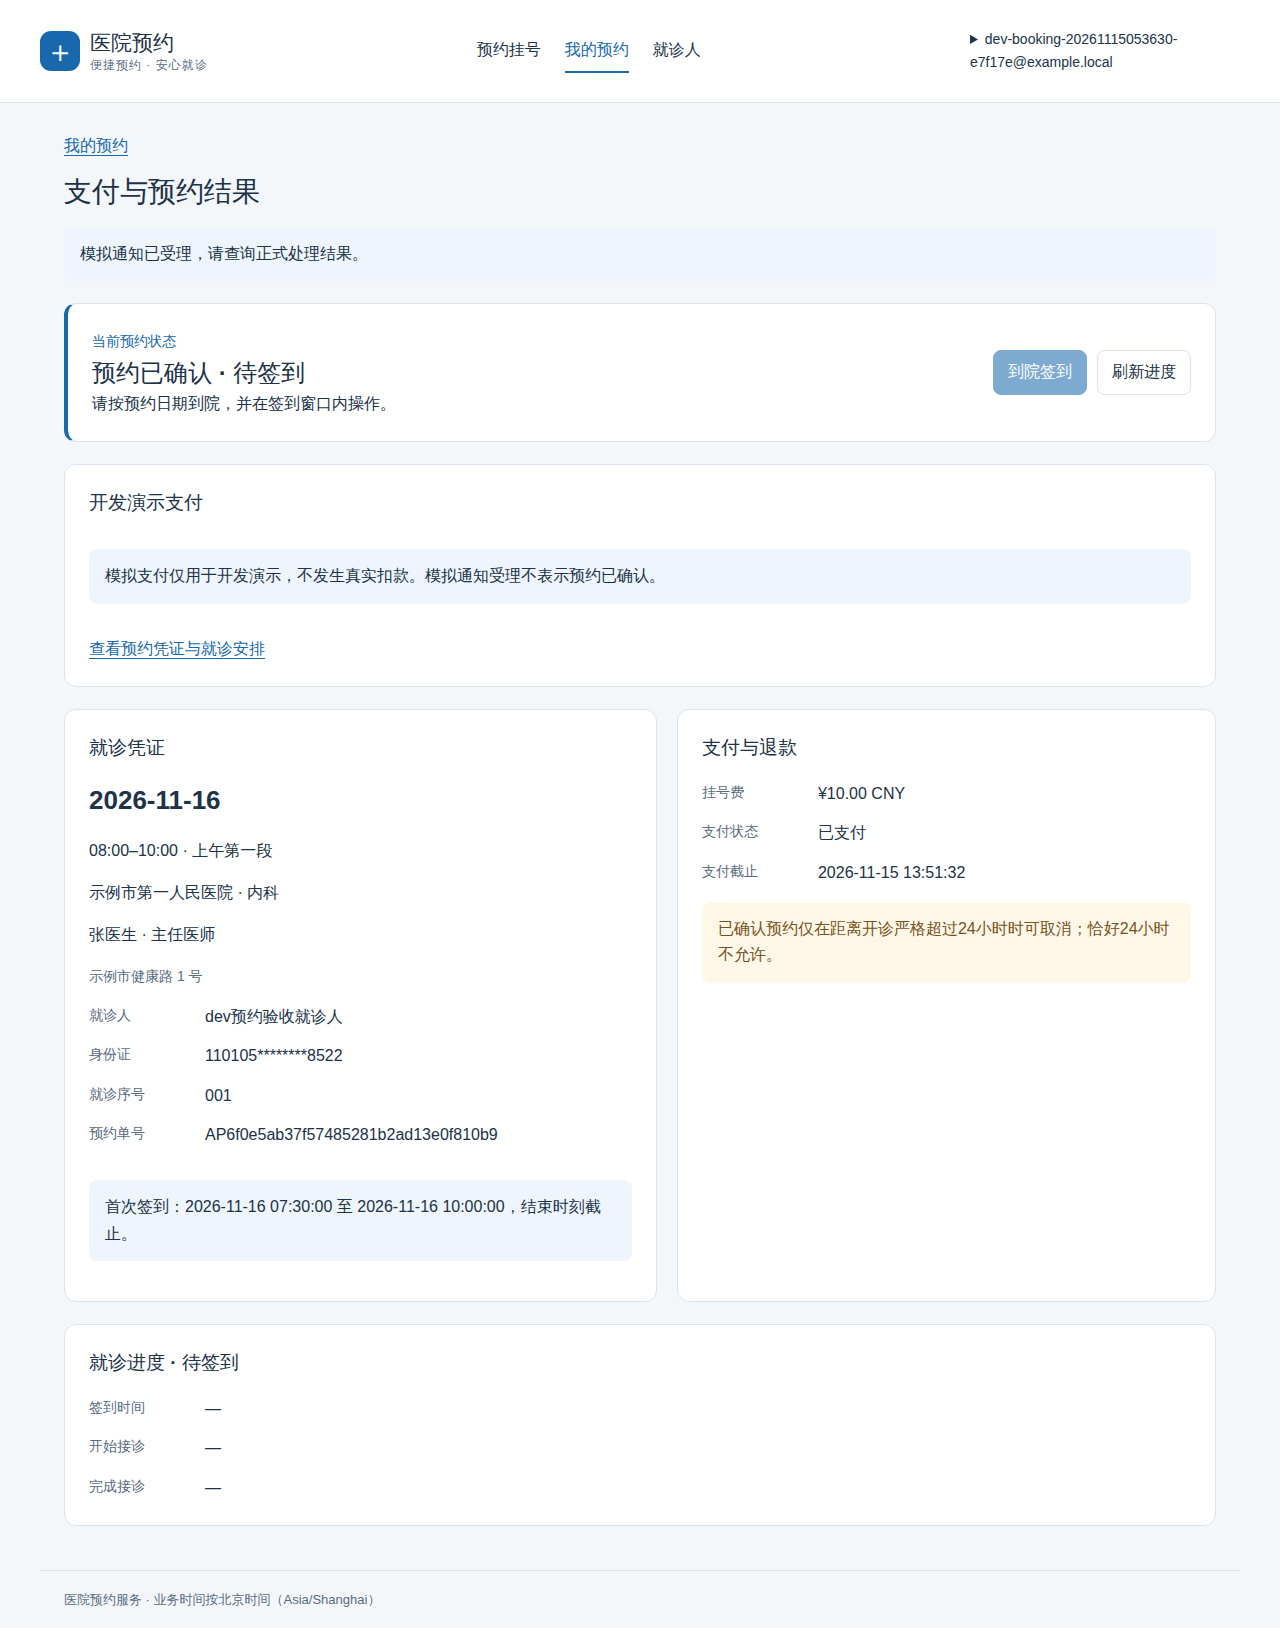 医院预约
便捷预约 · 安心就诊
预约挂号 我的预约 就诊人
▶ dev-booking-20261115053630-
e7f17e@example.local
我的预约
支付与预约结果
模拟通知已受理，请查询正式处理结果。
当前预约状态
预约已确认 · 待签到
请按预约日期到院，并在签到窗口内操作。
到院签到 刷新进度
开发演示支付
模拟支付仅用于开发演示，不发生真实扣款。模拟通知受理不表示预约已确认。
查看预约凭证与就诊安排
就诊凭证
2026-11-16
08:00–10:00 · 上午第一段
示例市第一人民医院 · 内科
张医生 · 主任医师
示例市健康路 1 号
就诊人 dev预约验收就诊人
身份证 110105********8522
就诊序号 001
预约单号 AP6f0e5ab37f57485281b2ad13e0f810b9
首次签到：2026-11-16 07:30:00 至 2026-11-16 10:00:00，结束时刻截
止。
支付与退款
挂号费 ¥10.00 CNY
支付状态 已支付
支付截止 2026-11-15 13:51:32
已确认预约仅在距离开诊严格超过24小时时可取消；恰好24小时
不允许。
就诊进度 · 待签到
签到时间 —
开始接诊 —
完成接诊 —
医院预约服务 · 业务时间按北京时间（Asia/Shanghai）